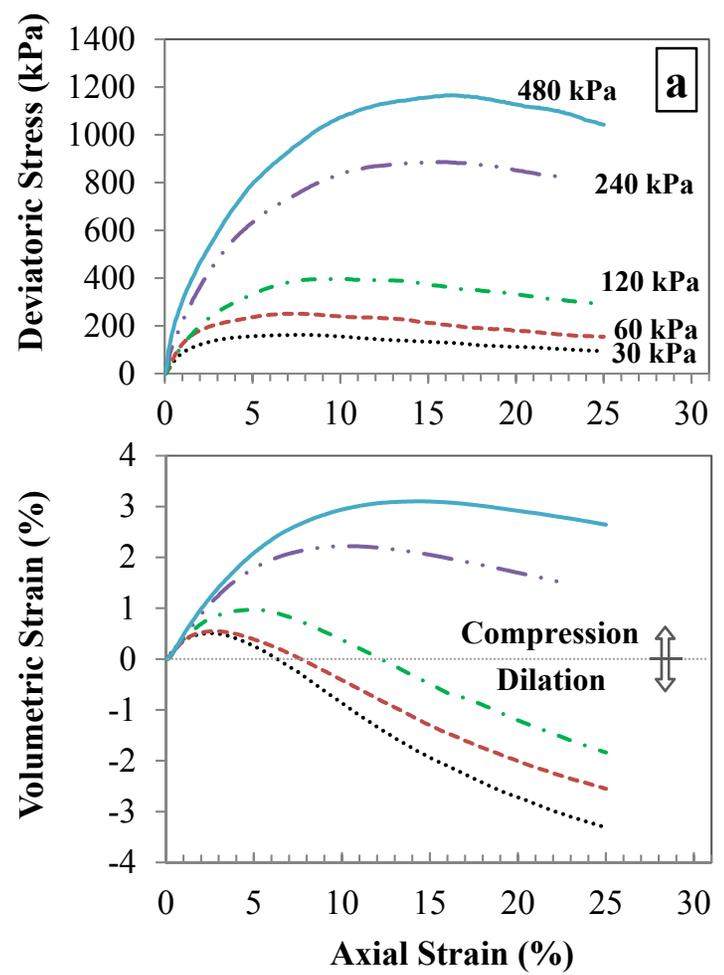 Deviatoric Stress (kPa)
1400
1200
1000
800
600
400
200
0
a
480 kPa
240 kPa
120 kPa
60 kPa
30 kPa
0 5 10 15 20 25 30
Volumetric Strain (%)
4
3
2
1
0
-1
-2
-3
-4
Compression
Dilation
0 5 10 15 20 25 30
Axial Strain (%)